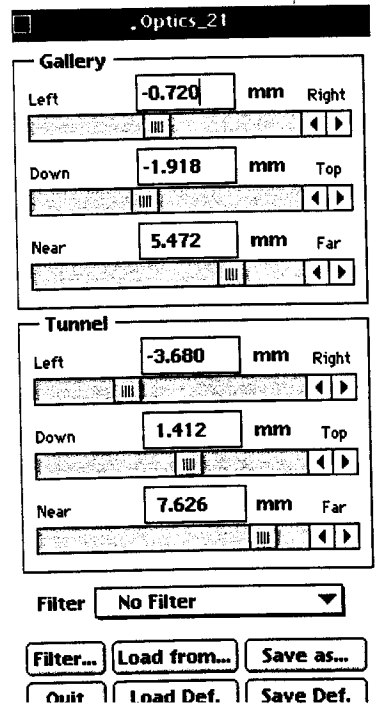 .Optics_21
Gallery
Left -0.720 mm Right
Down -1.918 mm Top
Near 5.472 mm Far
Tunnel
Left -3.680 mm Right
Down 1.412 mm Top
Near 7.626 mm Far
Filter No Filter
Filter... Load from... Save as...
Quit Load Def. Save Def.